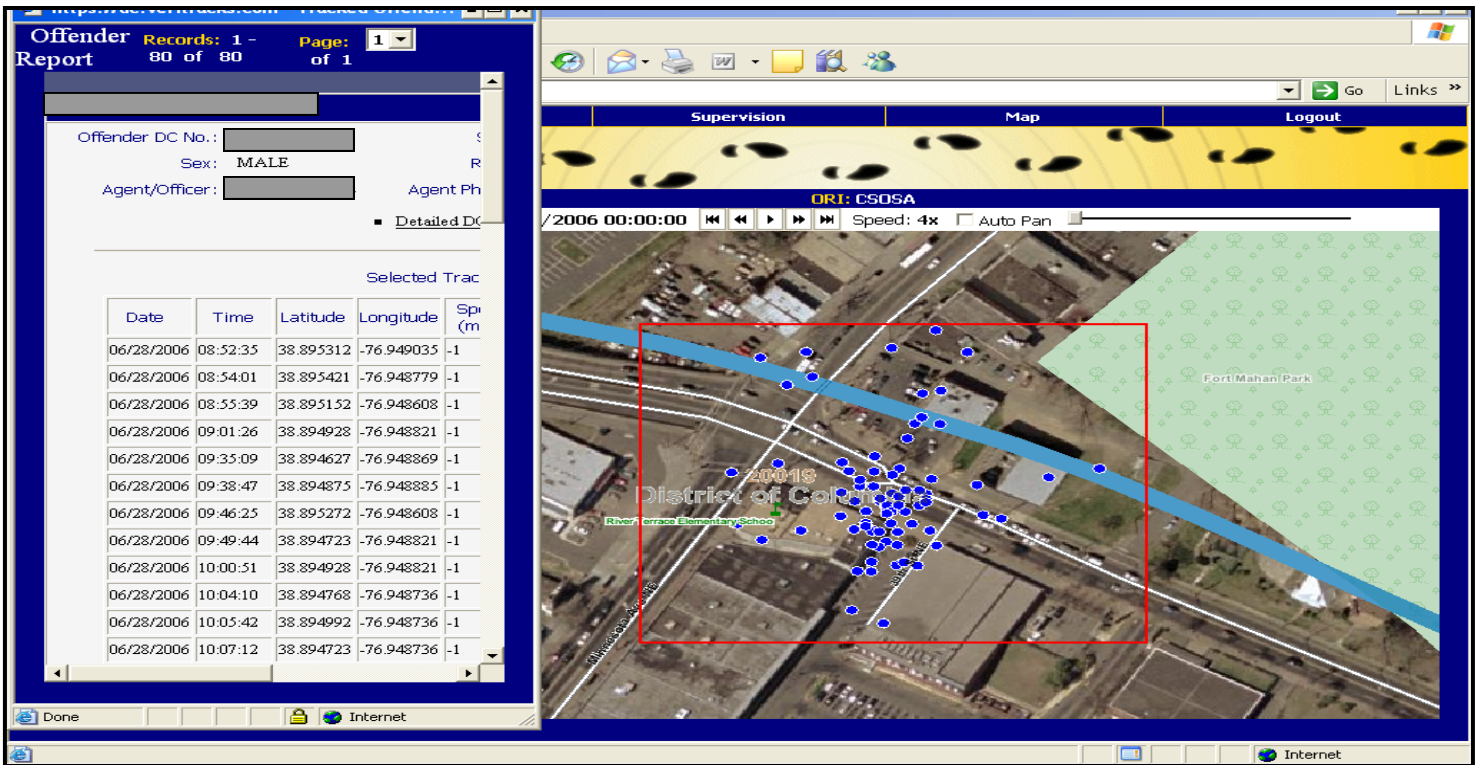 Offender Report Records: 1 - 80 of 80 Page: 1 of 1
Offender DC No.:
Sex: MALE
Agent/Officer: Agent Ph
Detailed DC
Selected Trac
Date Time Latitude Longitude
06/28/2006 08:52:35 38.895312 -76.949035 -1
06/28/2006 08:54:01 38.895421 -76.948779 -1
06/28/2006 08:55:39 38.895152 -76.948608 -1
06/28/2006 09:01:26 38.894928 -76.948821 -1
06/28/2006 09:35:09 38.894627 -76.948869 -1
06/28/2006 09:38:47 38.894875 -76.948885 -1
06/28/2006 09:46:25 38.895272 -76.948608 -1
06/28/2006 09:49:44 38.894723 -76.948821 -1
06/28/2006 10:00:51 38.894928 -76.948821 -1
06/28/2006 10:04:10 38.894768 -76.948736 -1
06/28/2006 10:05:42 38.894992 -76.948736 -1
06/28/2006 10:07:12 38.894723 -76.948736 -1
Done Internet
Go Links »
Supervision Map Logout
ORI: CSOSA
/2006 00:00:00 Speed: 4x Auto Pan
Fort Mahan Park
20019
District of Columbia
River Terrace Elementary Schoo
Minnesota Ave NE
Internet